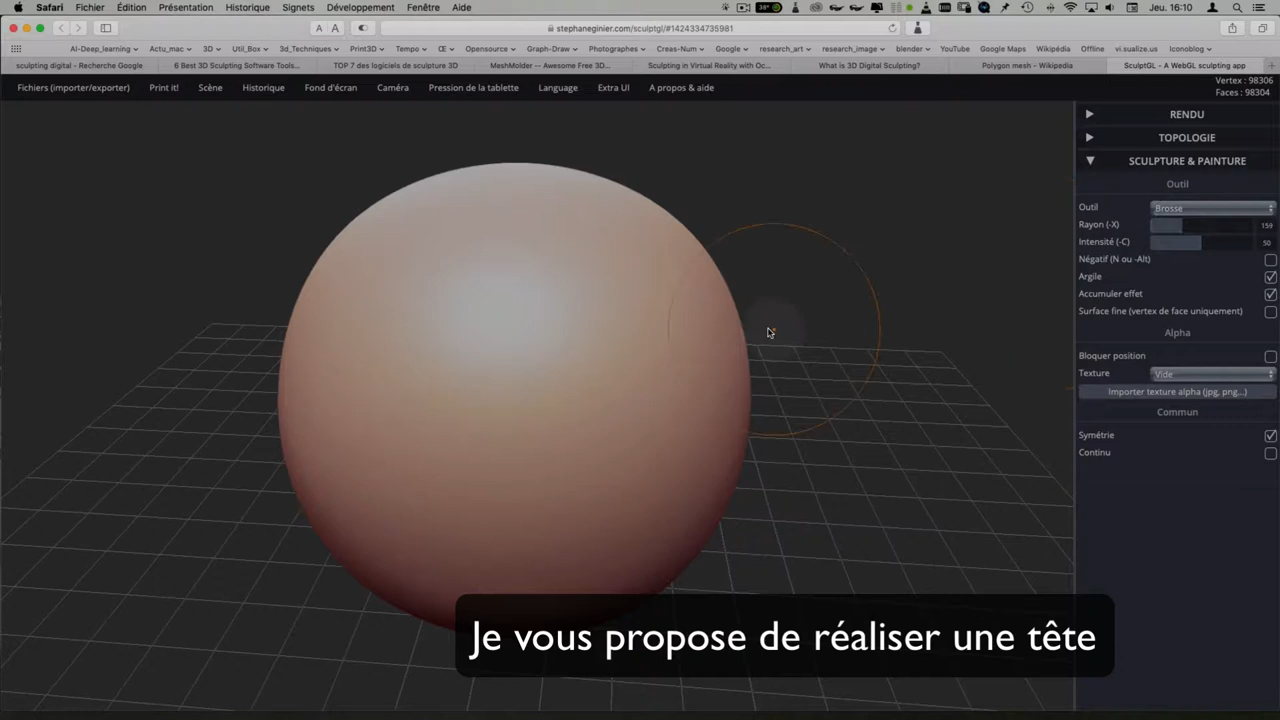 Safari Fichier Édition Présentation Historique Signets Développement Fenêtre Aide 38° Jeu. 16:10
A A stephaneginier.com/sculptgl/#1424334735981
AI-Deep_learning Actu_mac 3D Util_Box 3d_Techniques Print3D Tempo Œ Opensource Graph-Draw Photographes Creas-Num Google research_art research_image blender YouTube Google Maps Wikipédia Offline vi.sualize.us Iconoblog
sculpting digital - Recherche Google 6 Best 3D Sculpting Software Tools... TOP 7 des logiciels de sculpture 3D MeshMolder -- Awesome Free 3D... Sculpting in Virtual Reality with Oc... What is 3D Digital Sculpting? Polygon mesh - Wikipedia SculptGL - A WebGL sculpting app
Fichiers (importer/exporter) Print it! Scène Historique Fond d'écran Caméra Pression de la tablette Language Extra UI A propos & aide
Vertex : 98306
Faces : 98304
RENDU
TOPOLOGIE
SCULPTURE & PAINTURE
Outil
Outil Brosse
Rayon (-X) 159
Intensité (-C) 50
Négatif (N ou -Alt)
Argile
Accumuler effet
Surface fine (vertex de face uniquement)
Alpha
Bloquer position
Texture Vide
Importer texture alpha (jpg, png...)
Commun
Symétrie
Continu
Je vous propose de réaliser une tête